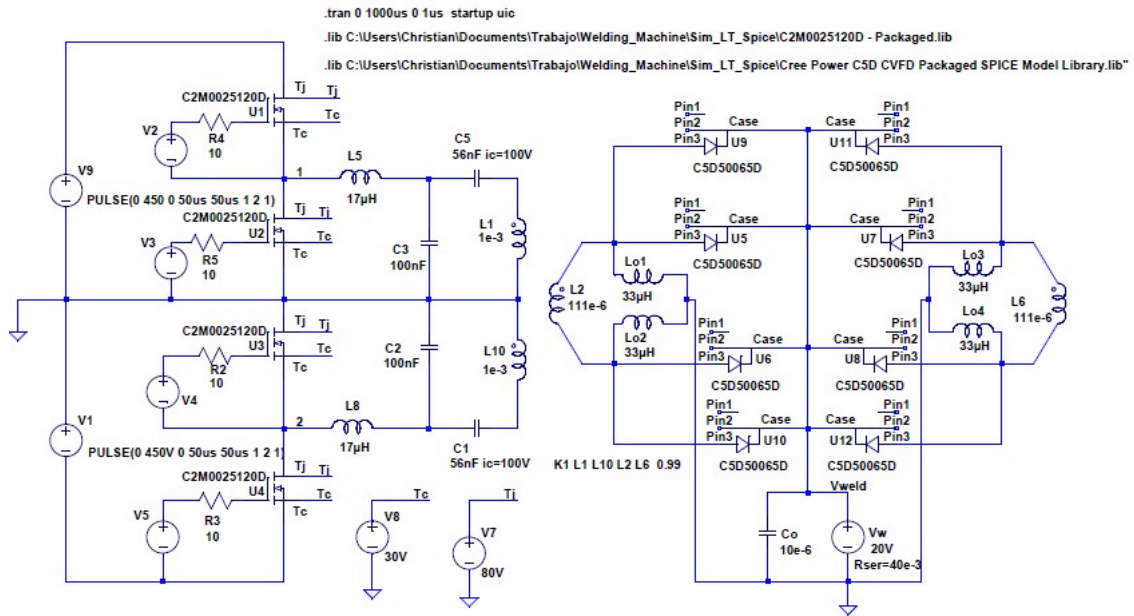 .tran 0 1000us 0 1us startup uic
.lib C:\Users\Christian\Documents\Trabajo\Welding_Machine\Sim_LT_Spice\C2M0025120D - Packaged.lib
.lib C:\Users\Christian\Documents\Trabajo\Welding_Machine\Sim_LT_Spice\Cree Power C5D CVFD Packaged SPICE Model Library.lib"
C2M0025120D
Tj
Tj
U1
Tc
Tc
V2
R4
10
V9
PULSE(0 450 0 50us 50us 1 2 1)
1
L5
17µH
C5
56nF ic=100V
C2M0025120D
Tj
Tj
U2
Tc
Tc
V3
R5
10
C3
100nF
L1
1e-3
Tj
Tj
U3
Tc
Tc
C2M0025120D
R2
10
V4
C2
100nF
L10
1e-3
V1
PULSE(0 450V 0 50us 50us 1 2 1)
2
L8
17µH
C1
56nF ic=100V
C2M0025120D
Tj
Tj
U4
Tc
Tc
V5
R3
10
Tc
V8
30V
Tj
V7
80V
Pin1
Pin2
Pin3
Case
U9
C5D50065D
Case
Pin1
Pin2
Pin3
U11
C5D50065D
Pin1
Pin2
Pin3
Case
U5
C5D50065D
Case
Pin1
Pin2
Pin3
U7
C5D50065D
L2
111e-6
Lo1
33µH
Lo2
33µH
Lo3
33µH
Lo4
33µH
L6
111e-6
Pin1
Pin2
Pin3
Case
U6
C5D50065D
Case
Pin1
Pin2
Pin3
U8
C5D50065D
Pin1
Pin2
Pin3
Case
U10
C5D50065D
Case
Pin1
Pin2
Pin3
U12
C5D50065D
K1 L1 L10 L2 L6 0.99
Vweld
Co
10e-6
Vw
20V
Rser=40e-3